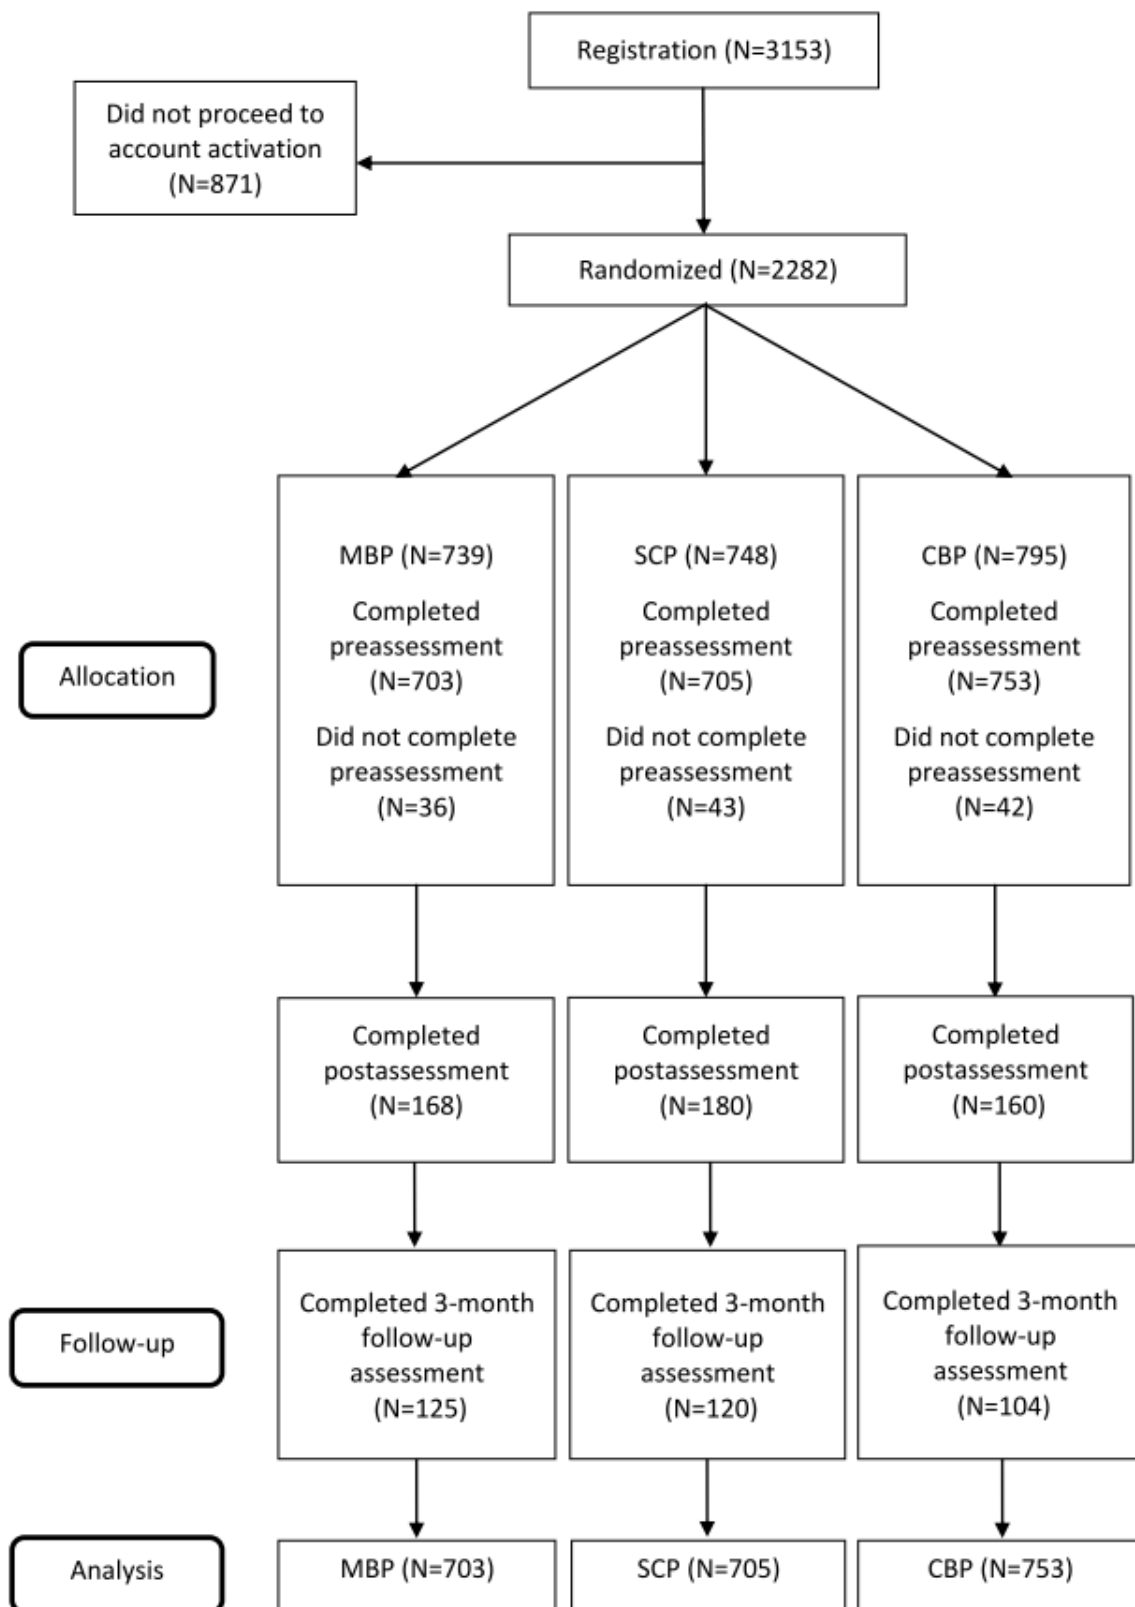 Registration (N=3153)
Did not proceed to
account activation
(N=871)
Randomized (N=2282)
MBP (N=739)
Completed
preassessment
(N=703)
Did not complete
preassessment
(N=36)
SCP (N=748)
Completed
preassessment
(N=705)
Did not complete
preassessment
(N=43)
CBP (N=795)
Completed
preassessment
(N=753)
Did not complete
preassessment
(N=42)
Allocation
Completed
postassessment
(N=168)
Completed
postassessment
(N=180)
Completed
postassessment
(N=160)
Follow-up
Completed 3-month
follow-up
assessment
(N=125)
Completed 3-month
follow-up
assessment
(N=120)
Completed 3-month
follow-up
assessment
(N=104)
Analysis
MBP (N=703)
SCP (N=705)
CBP (N=753)